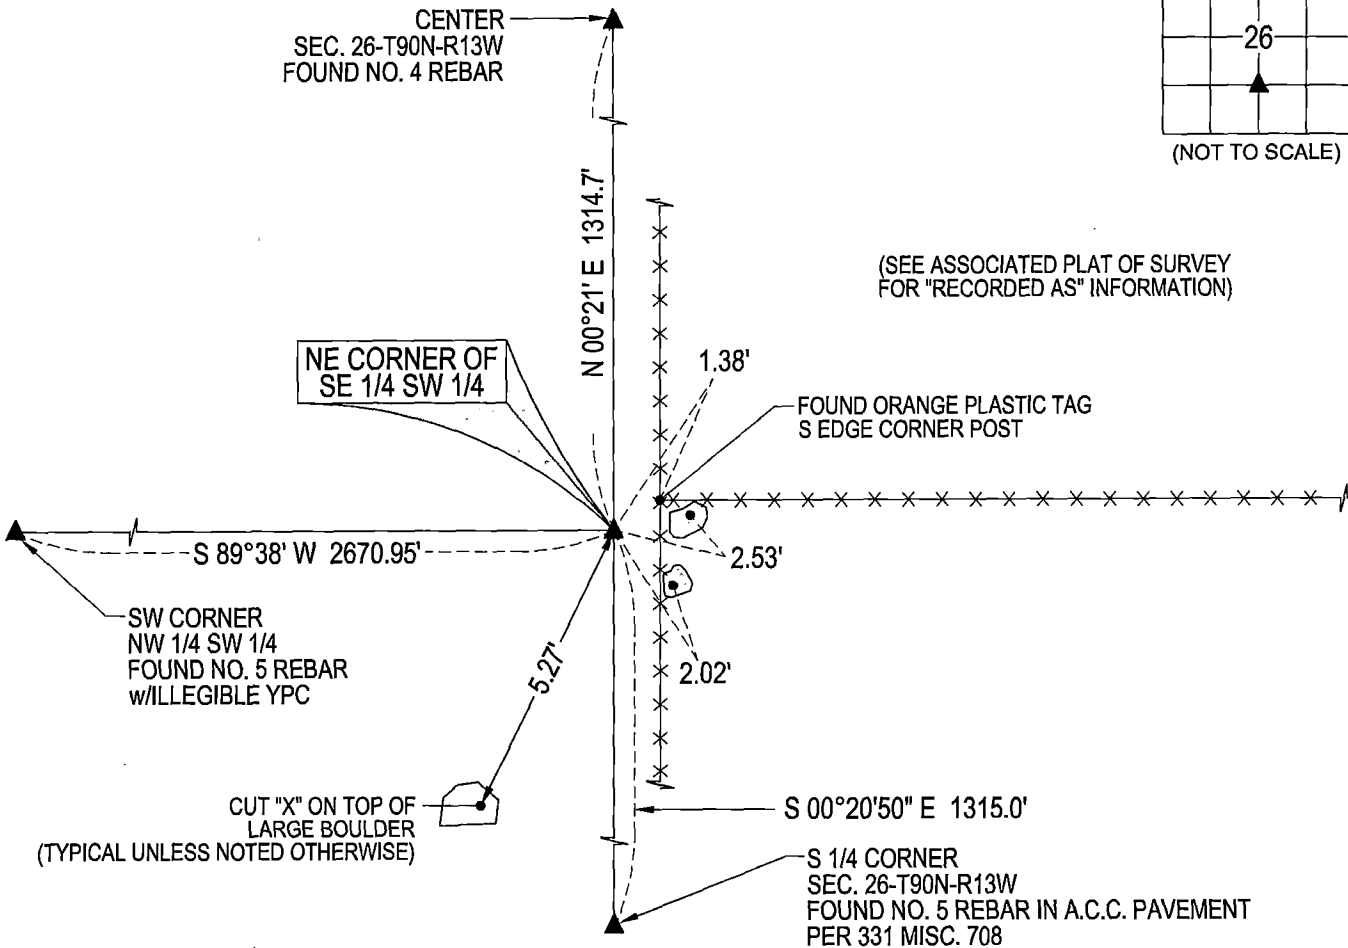 CENTER
SEC. 26-T90N-R13W
FOUND NO. 4 REBAR
26
(NOT TO SCALE)
N 00°21' E 1314.7'
(SEE ASSOCIATED PLAT OF SURVEY
FOR "RECORDED AS" INFORMATION)
NE CORNER OF
SE 1/4 SW 1/4
1.38'
FOUND ORANGE PLASTIC TAG
S EDGE CORNER POST
S 89°38' W 2670.95'
2.53'
SW CORNER
NW 1/4 SW 1/4
FOUND NO. 5 REBAR
w/ILLEGIBLE YPC
5.27'
2.02'
CUT "X" ON TOP OF
LARGE BOULDER
(TYPICAL UNLESS NOTED OTHERWISE)
S 00°20'50" E 1315.0'
S 1/4 CORNER
SEC. 26-T90N-R13W
FOUND NO. 5 REBAR IN A.C.C. PAVEMENT
PER 331 MISC. 708